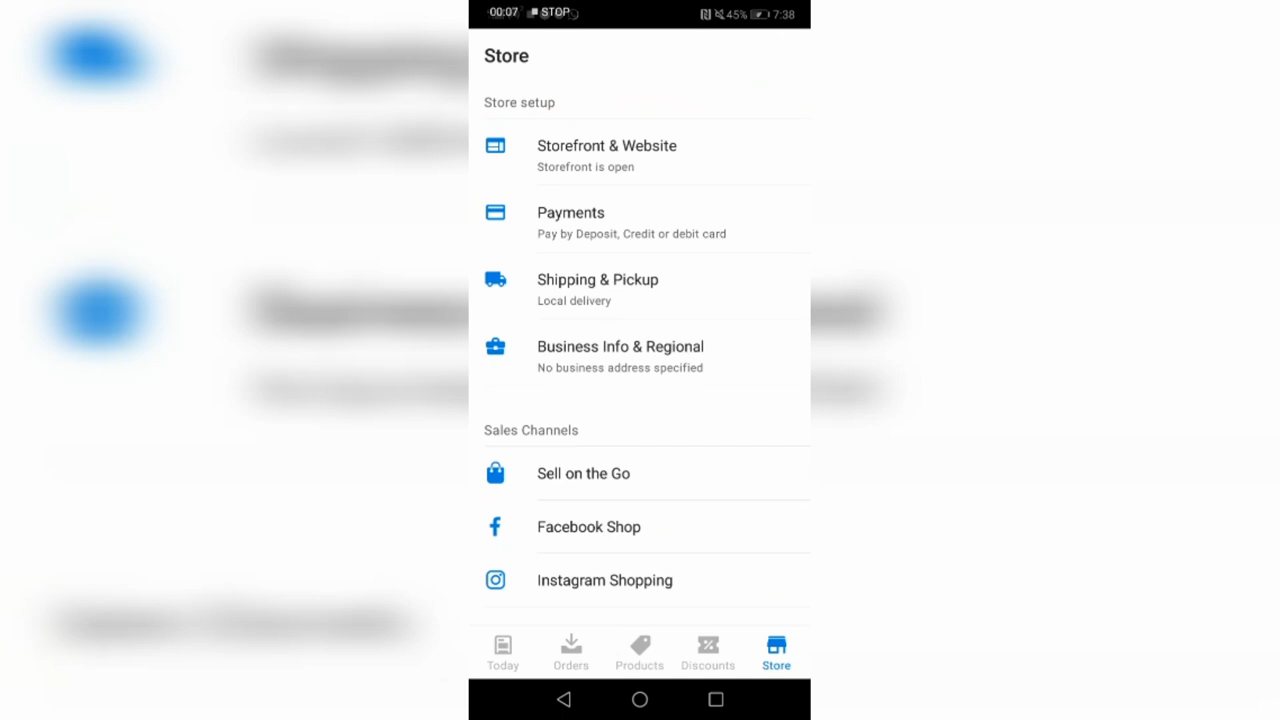 00:07 STOP 45% 7:38
Store
Store setup
Storefront & Website
Storefront is open
Payments
Pay by Deposit, Credit or debit card
Shipping & Pickup
Local delivery
Business Info & Regional
No business address specified
Sales Channels
Sell on the Go
Facebook Shop
Instagram Shopping
Today Orders Products Discounts Store